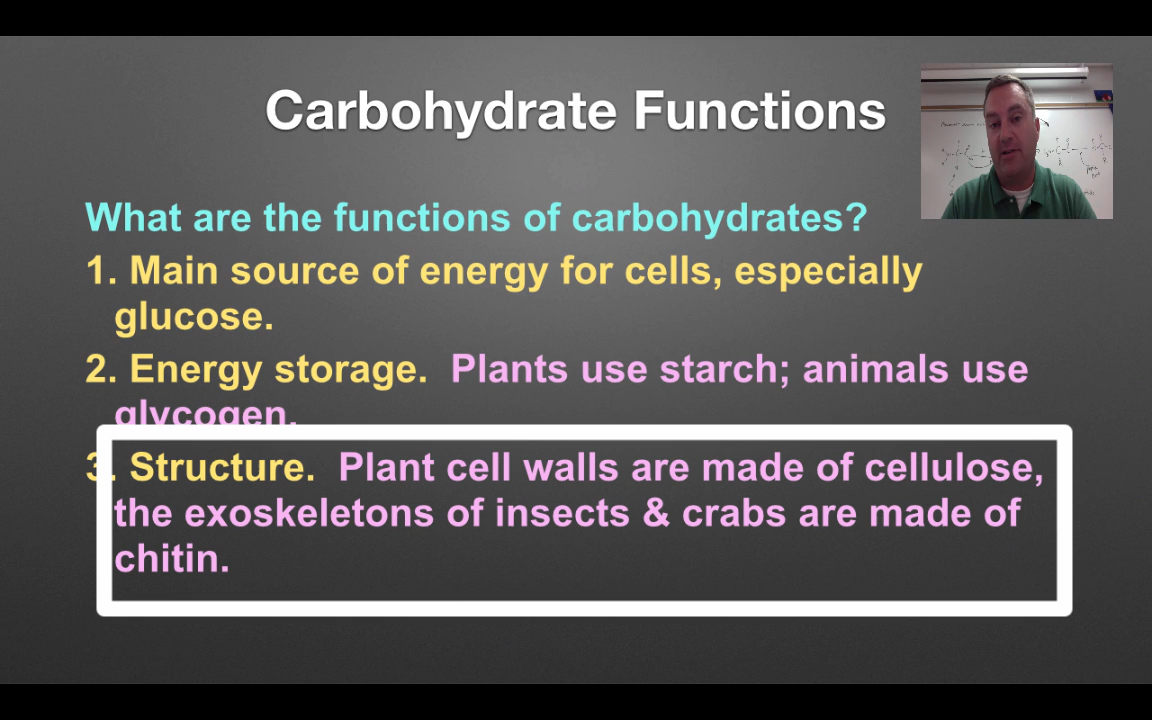 Carbohydrate Functions
What are the functions of carbohydrates?
1. Main source of energy for cells, especially
glucose.
2. Energy storage.  Plants use starch; animals use
glycogen.
3. Structure.  Plant cell walls are made of cellulose,
the exoskeletons of insects & crabs are made of
chitin.